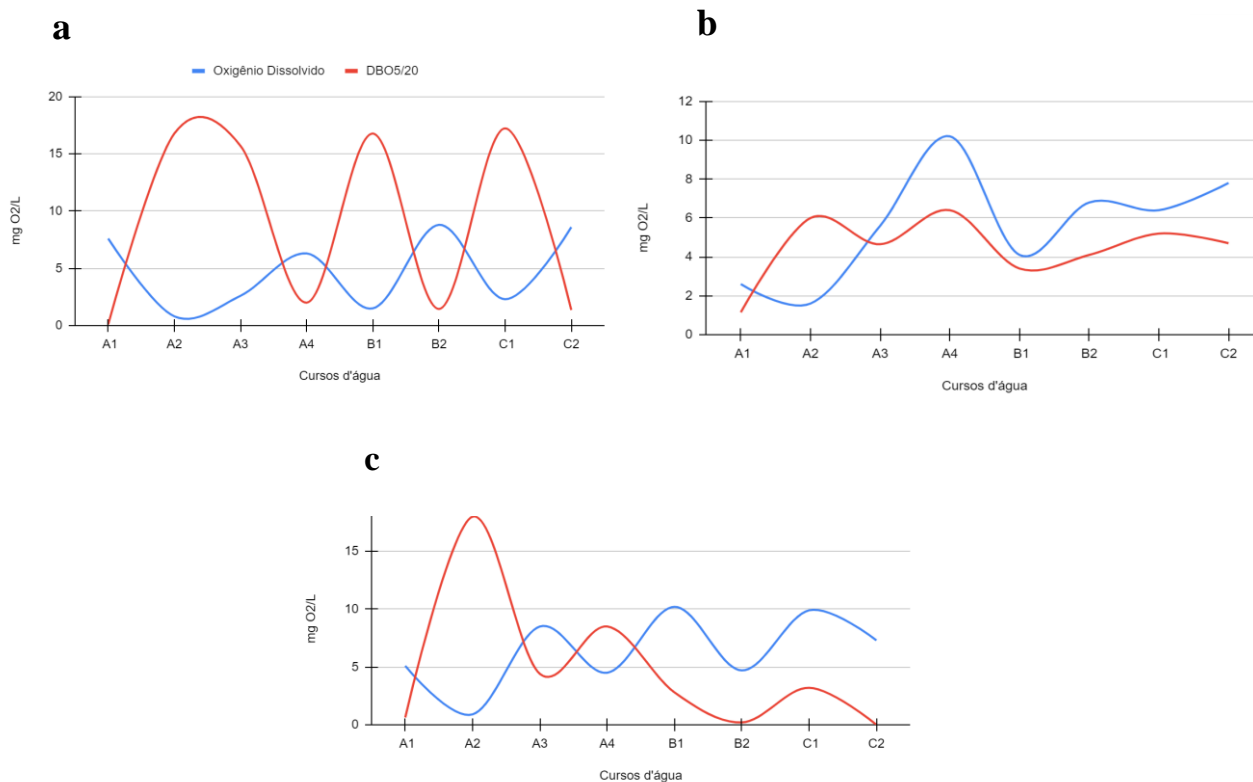 a
Oxigênio Dissolvido DBO5/20
20
15
10
5
0
mg O2/L
A1 A2 A3 A4 B1 B2 C1 C2
Cursos d'água
b
12
10
8
6
4
2
0
mg O2/L
A1 A2 A3 A4 B1 B2 C1 C2
Cursos d'água
c
15
10
5
0
mg O2/L
A1 A2 A3 A4 B1 B2 C1 C2
Cursos d'água